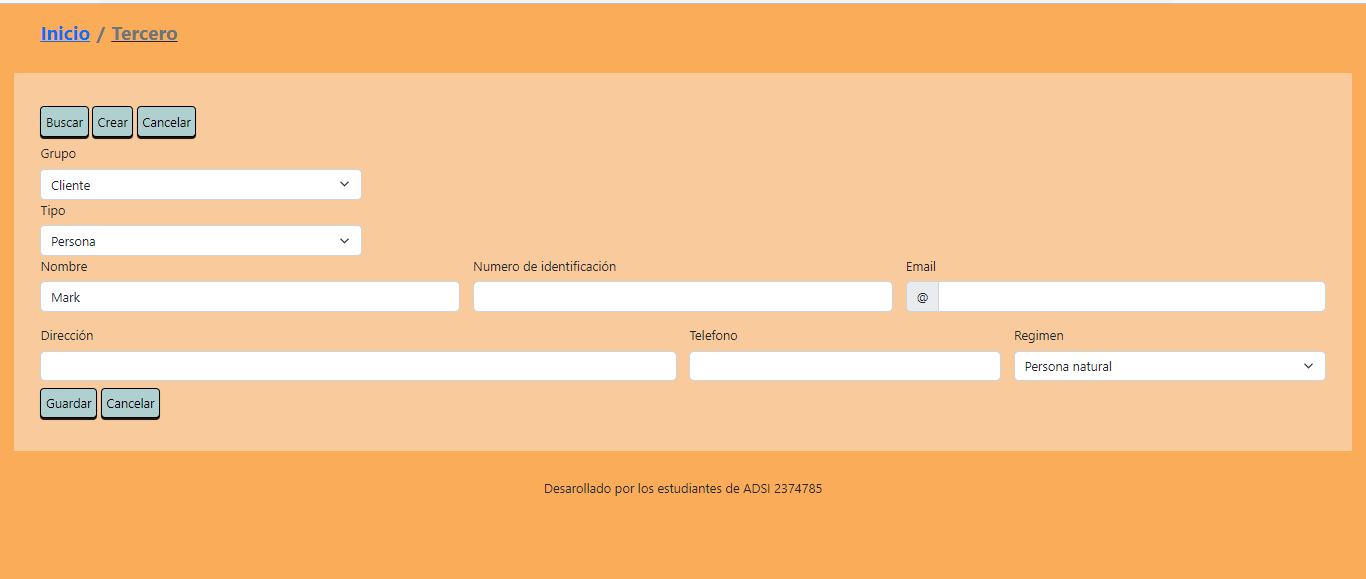 Inicio / Tercero
Buscar Crear Cancelar
Grupo
Cliente
Tipo
Persona
Nombre Numero de identificación Email
Mark @
Dirección Telefono Regimen
Persona natural
Guardar Cancelar
Desarollado por los estudiantes de ADSI 2374785